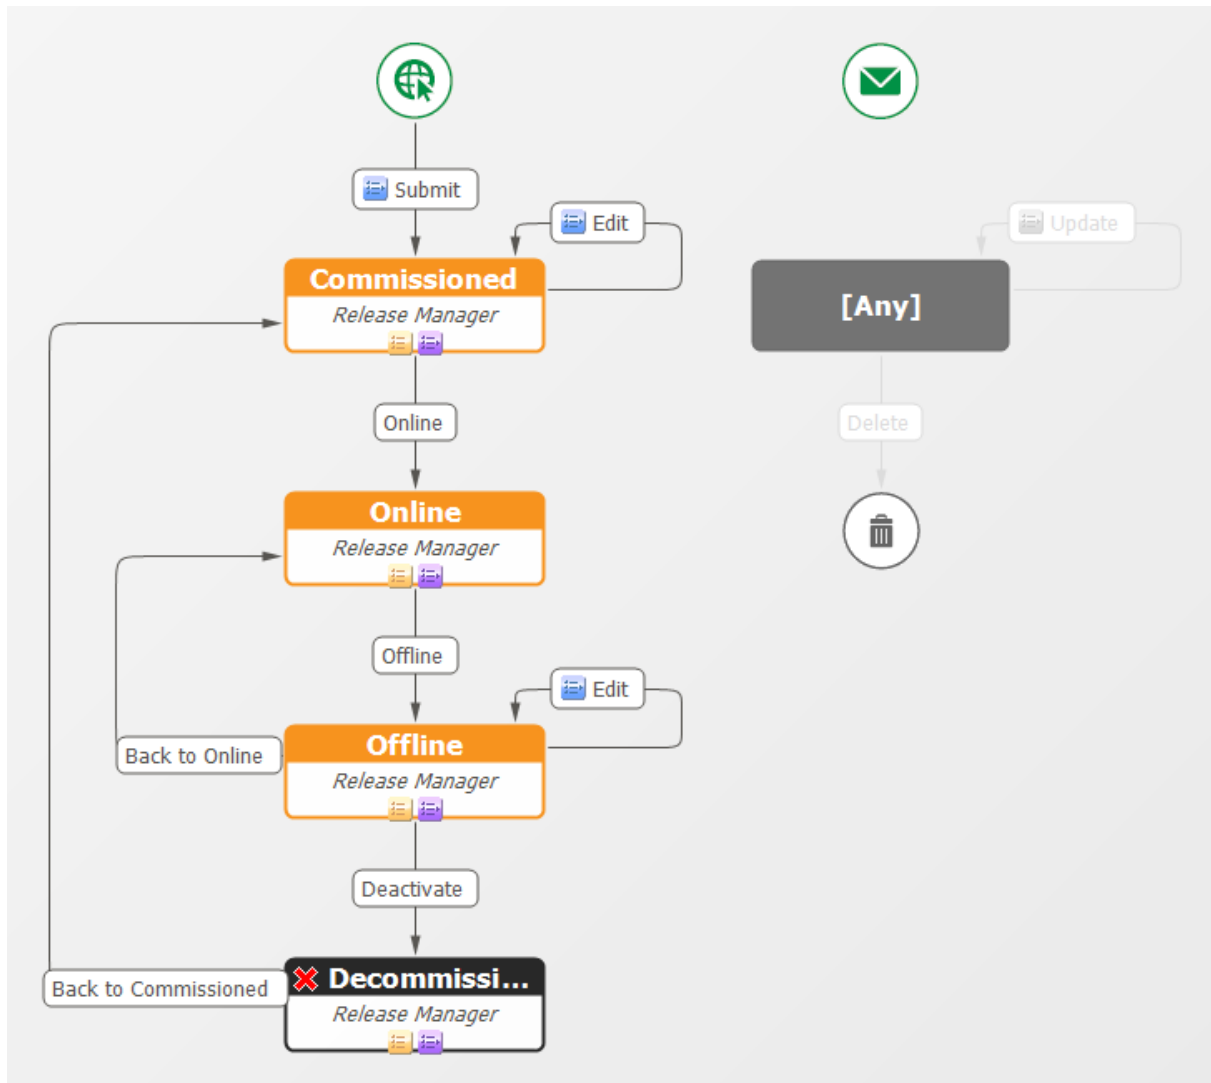 Submit
Edit
Update
Commissioned
Release Manager
[Any]
Online
Delete
Online
Release Manager
Offline
Edit
Offline
Release Manager
Back to Online
Deactivate
Decommissi...
Back to Commissioned
Release Manager